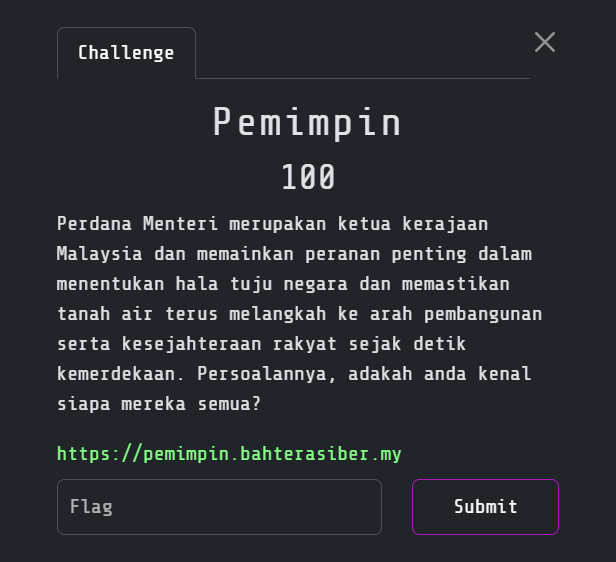 Challenge
Pemimpin
100
Perdana Menteri merupakan ketua kerajaan
Malaysia dan memainkan peranan penting dalam
menentukan hala tuju negara dan memastikan
tanah air terus melangkah ke arah pembangunan
serta kesejahteraan rakyat sejak detik
kemerdekaan. Persoalannya, adakah anda kenal
siapa mereka semua?
https://pemimpin.bahterasiber.my
Flag
Submit